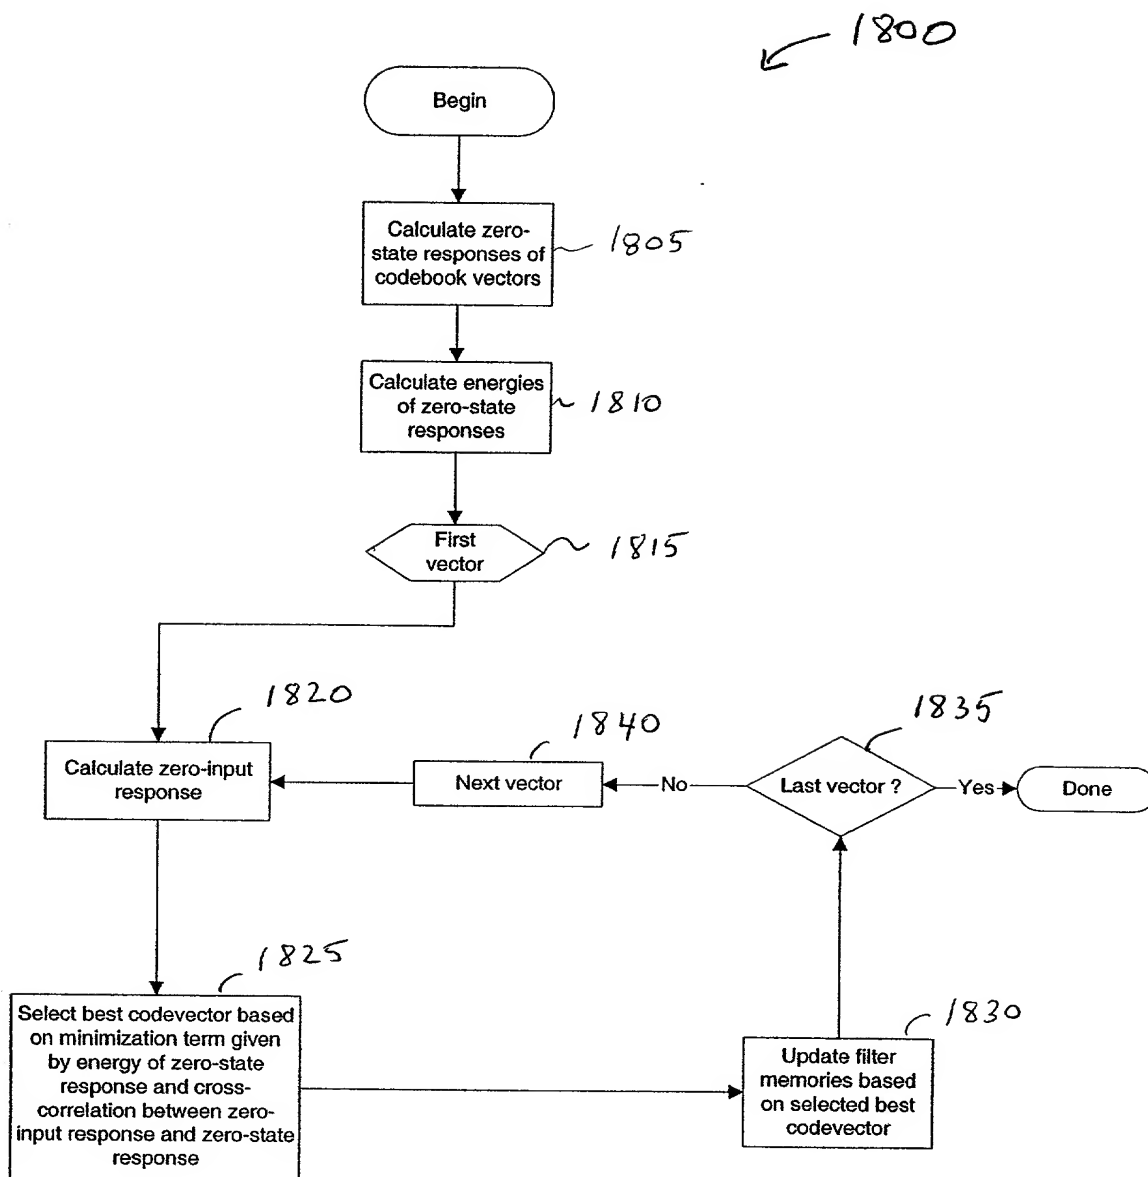 1800
Begin
Calculate zero-
state responses of
codebook vectors
1805
Calculate energies
of zero-state
responses
1810
First
vector
1815
1820
Calculate zero-input
response
1840
Next vector
No
1835
Last vector ?
Yes
Done
1825
Select best codevector based
on minimization term given
by energy of zero-state
response and cross-
correlation between zero-
input response and zero-state
response
1830
Update filter
memories based
on selected best
codevector